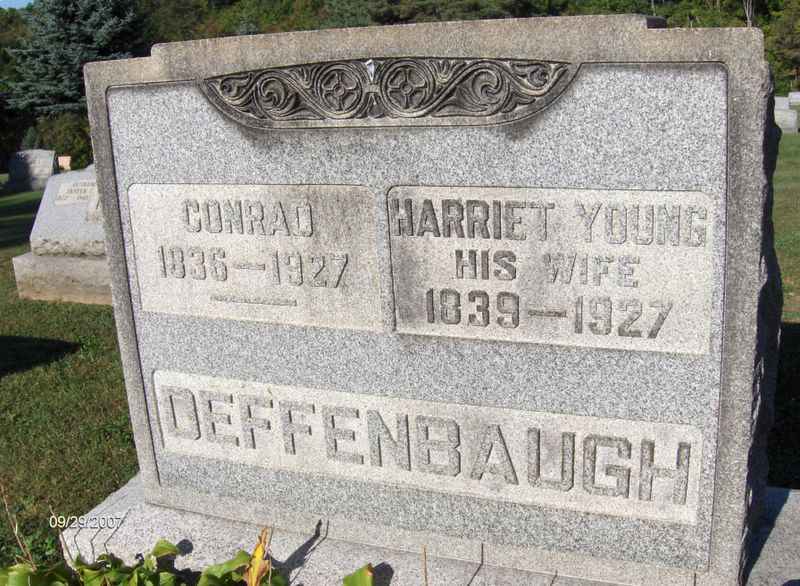 CONRAD
1836–1927
HARRIET YOUNG
HIS WIFE
1839–1927
DEFFENBAUGH
09/29/2007